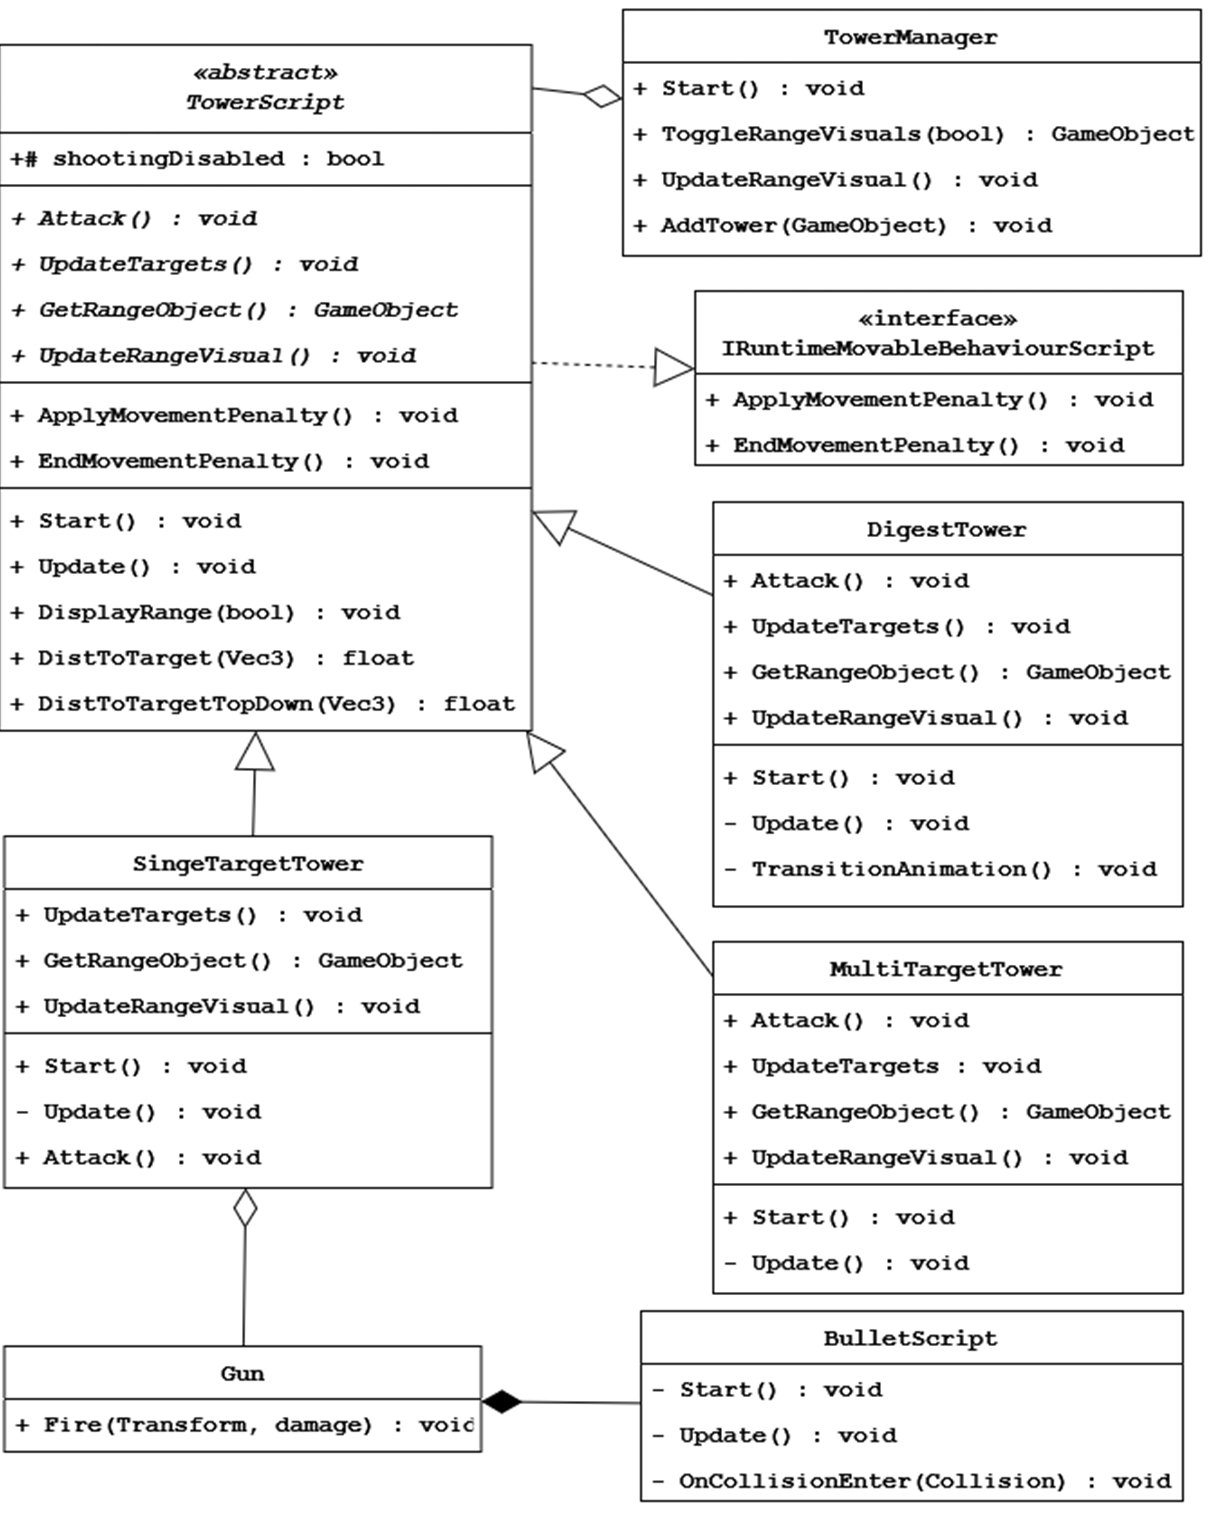 «abstract»
TowerScript
+# shootingDisabled : bool
+ Attack() : void
+ UpdateTargets() : void
+ GetRangeObject() : GameObject
+ UpdateRangeVisual() : void
+ ApplyMovementPenalty() : void
+ EndMovementPenalty() : void
+ Start() : void
+ Update() : void
+ DisplayRange(bool) : void
+ DistToTarget(Vec3) : float
+ DistToTargetTopDown(Vec3) : float
TowerManager
+ Start() : void
+ ToggleRangeVisuals(bool) : GameObject
+ UpdateRangeVisual() : void
+ AddTower(GameObject) : void
«interface»
IRuntimeMovableBehaviourScript
+ ApplyMovementPenalty() : void
+ EndMovementPenalty() : void
DigestTower
+ Attack() : void
+ UpdateTargets() : void
+ GetRangeObject() : GameObject
+ UpdateRangeVisual() : void
+ Start() : void
- Update() : void
- TransitionAnimation() : void
SingeTargetTower
+ UpdateTargets() : void
+ GetRangeObject() : GameObject
+ UpdateRangeVisual() : void
+ Start() : void
- Update() : void
+ Attack() : void
MultiTargetTower
+ Attack() : void
+ UpdateTargets : void
+ GetRangeObject() : GameObject
+ UpdateRangeVisual() : void
+ Start() : void
- Update() : void
Gun
+ Fire(Transform, damage) : void
BulletScript
- Start() : void
- Update() : void
- OnCollisionEnter(Collision) : void